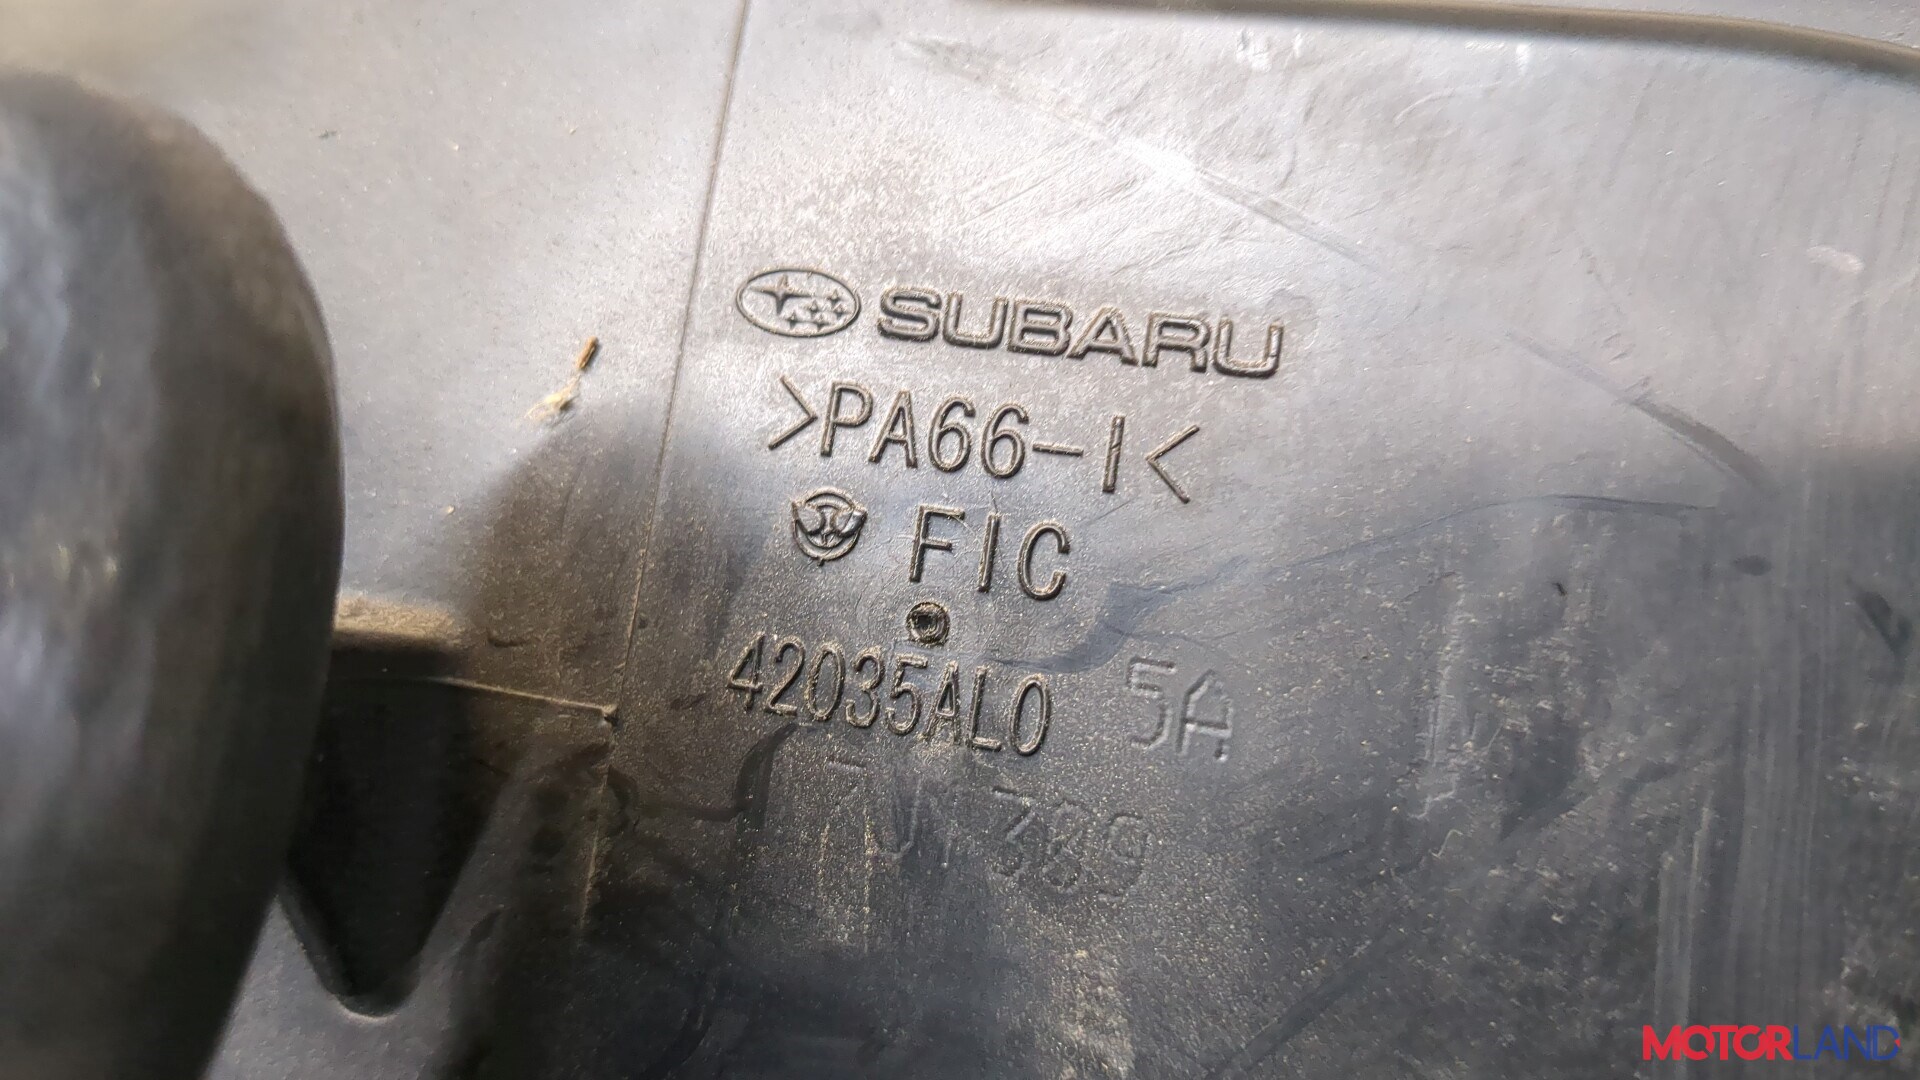 SUBARU
>PA66-I<
FIC
42035AL0 5A
MOTORLAND